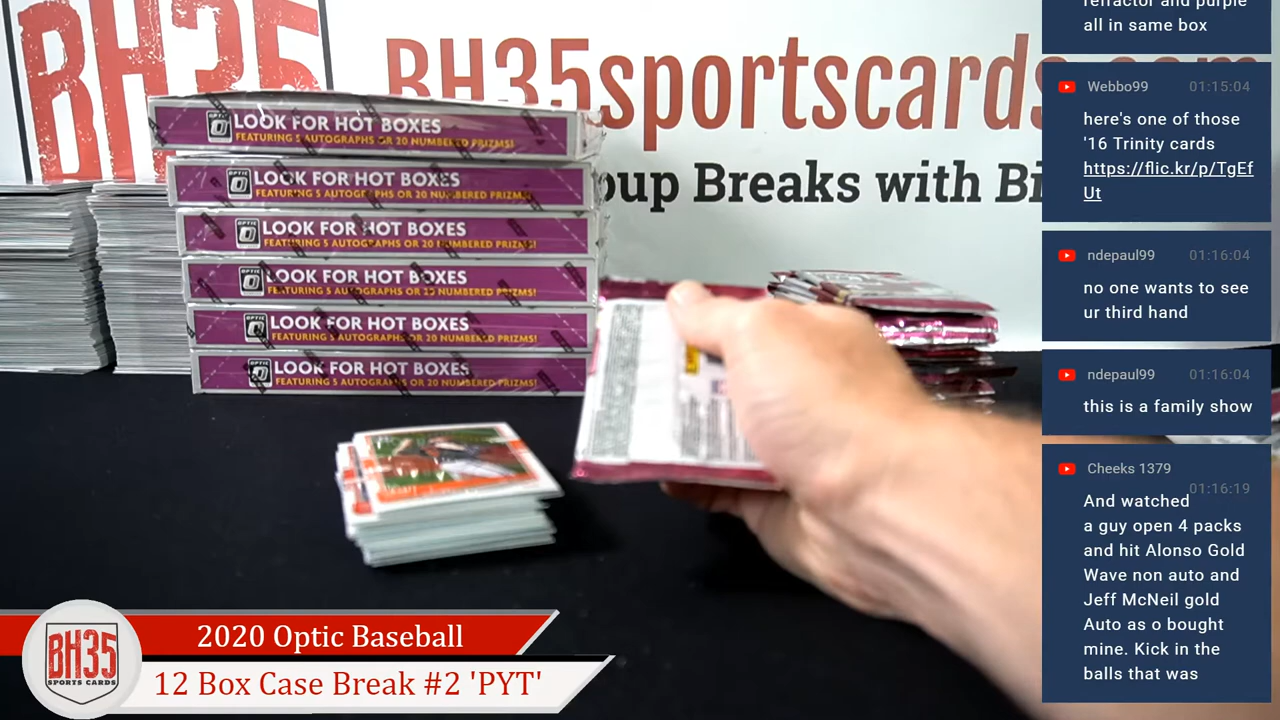 BH35
BH35sportscards.com
oup Breaks with Bi
LOOK FOR HOT BOXES
FEATURING 5 AUTOGRAPHS OR 20 NUMBERED PRIZMS!
LOOK FOR HOT BOXES
FEATURING 5 AUTOGRAPHS OR 20 NUMBERED PRIZMS!
LOOK FOR HOT BOXES
FEATURING 5 AUTOGRAPHS OR 20 NUMBERED PRIZMS!
LOOK FOR HOT BOXES
FEATURING 5 AUTOGRAPHS OR 20 NUMBERED PRIZMS!
LOOK FOR HOT BOXES
FEATURING 5 AUTOGRAPHS OR 20 NUMBERED PRIZMS!
LOOK FOR HOT BOXES
FEATURING 5 AUTOGRAPHS OR 20 NUMBERED PRIZMS!
refractor and purple
all in same box
Webbo99 01:15:04
here's one of those
'16 Trinity cards
https://flic.kr/p/TgEf
Ut
ndepaul99 01:16:04
no one wants to see
ur third hand
ndepaul99 01:16:04
this is a family show
Cheeks 1379
01:16:19
And watched
a guy open 4 packs
and hit Alonso Gold
Wave non auto and
Jeff McNeil gold
Auto as o bought
mine. Kick in the
balls that was
BH35
SPORTS CARDS
2020 Optic Baseball
12 Box Case Break #2 'PYT'